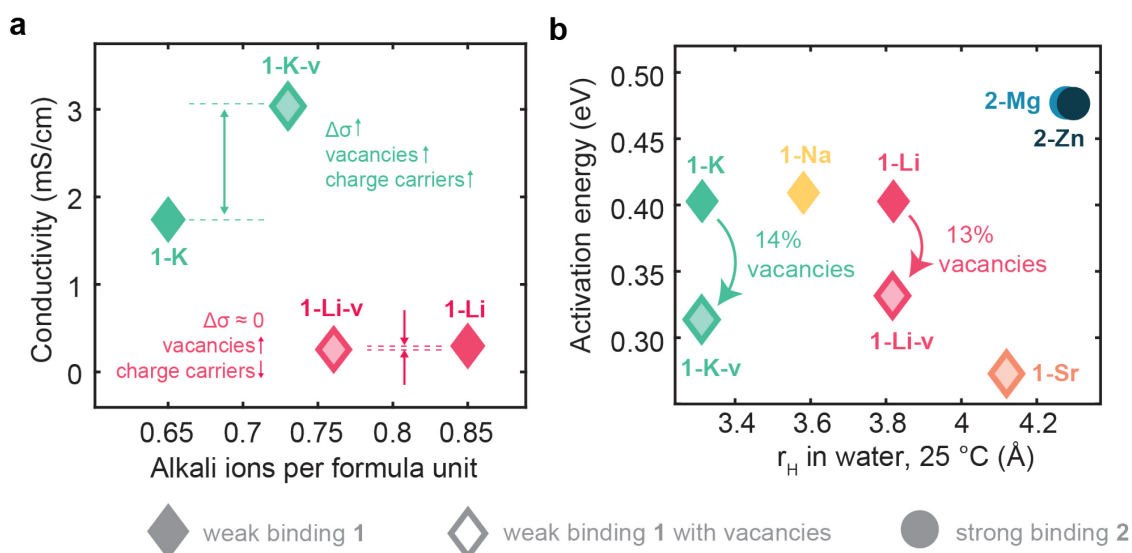 a
Conductivity (mS/cm)
3
2
1
0
1-K-v
Δσ↑
vacancies↑
charge carriers↑
1-K
1-Li-v
1-Li
Δσ ≈ 0
vacancies↑
charge carriers↓
0.65 0.7 0.75 0.8 0.85
Alkali ions per formula unit
b
Activation energy (eV)
0.50
0.45
0.40
0.35
0.30
2-Mg
2-Zn
1-K
1-Na
1-Li
14%
vacancies
13%
vacancies
1-K-v
1-Li-v
1-Sr
3.4 3.6 3.8 4 4.2
rH in water, 25 °C (Å)
weak binding 1
weak binding 1 with vacancies
strong binding 2